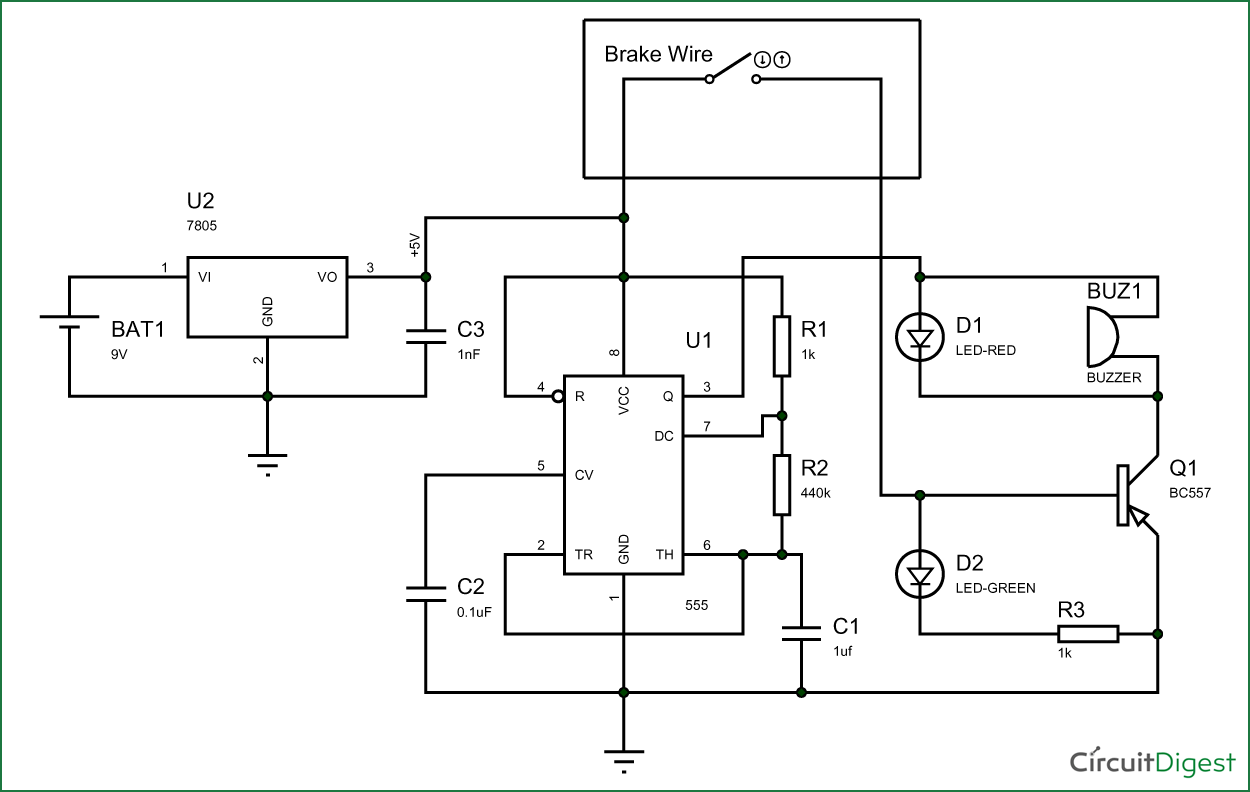 Brake Wire
U2
7805
1
VI
VO
3
+5V
GND
2
BAT1
9V
C3
1nF
U1
8
4
R
VCC
Q
3
DC
7
5
CV
2
TR
GND
TH
6
1
555
R1
1k
R2
440k
C2
0.1uF
C1
1uf
D1
LED-RED
BUZ1
BUZZER
Q1
BC557
D2
LED-GREEN
R3
1k
CircuitDigest